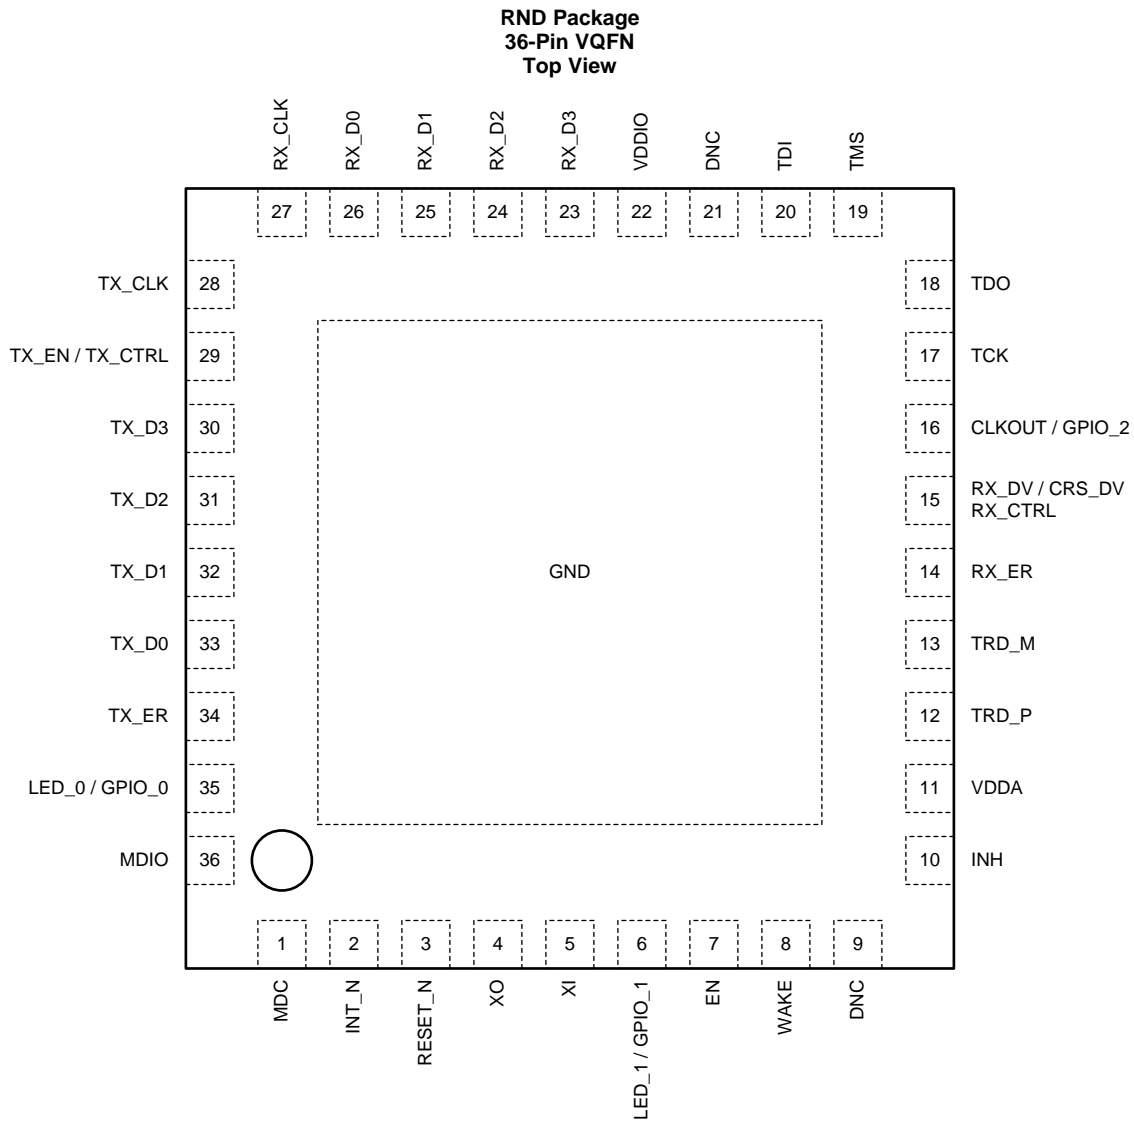 RND Package
36-Pin VQFN
Top View
RX_CLK
RX_D0
RX_D1
RX_D2
RX_D3
VDDIO
DNC
TDI
TMS
27
26
25
24
23
22
21
20
19
TX_CLK
28
18
TDO
TX_EN / TX_CTRL
29
17
TCK
TX_D3
30
16
CLKOUT / GPIO_2
TX_D2
31
15
RX_DV / CRS_DV
RX_CTRL
TX_D1
32
GND
14
RX_ER
TX_D0
33
13
TRD_M
TX_ER
34
12
TRD_P
LED_0 / GPIO_0
35
11
VDDA
MDIO
36
10
INH
1
2
3
4
5
6
7
8
9
MDC
INT_N
RESET_N
XO
XI
LED_1 / GPIO_1
EN
WAKE
DNC